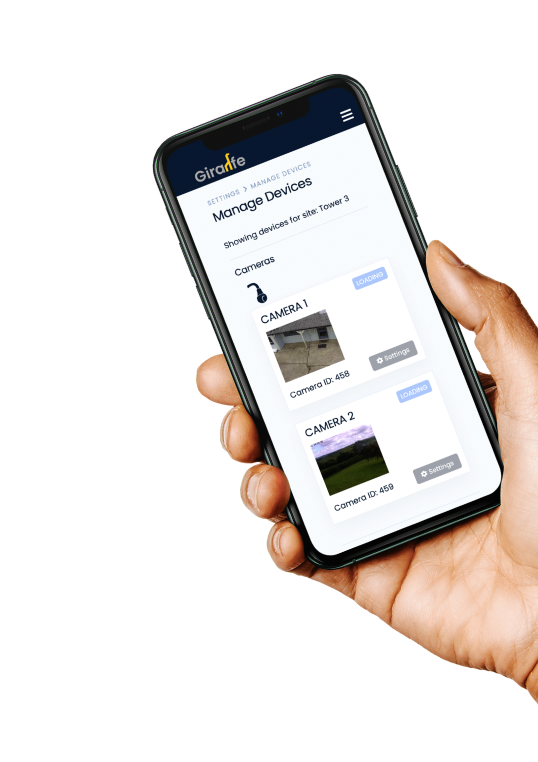 Giraffe
SETTINGS > MANAGE DEVICES
Manage Devices
Showing devices for site: Tower 3
Cameras
LOADING
CAMERA 1
Settings
Camera ID: 458
LOADING
CAMERA 2
Settings
Camera ID: 459